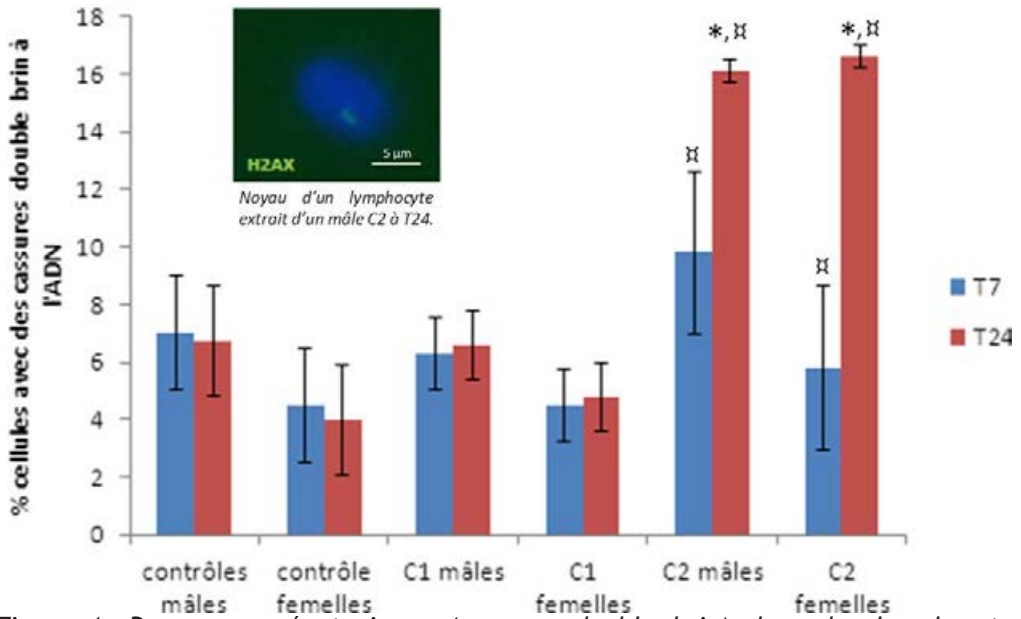 % cellules avec des cassures double brin à
l'ADN
18
16
14
12
10
8
6
4
2
0
H2AX
5 µm
Noyau d'un lymphocyte
extrait d'un mâle C2 à T24.
¤
*,¤
¤
*,¤
T7
T24
contrôles
mâles
contrôle
femelles
C1 mâles
C1
femelles
C2 mâles
C2
femelles